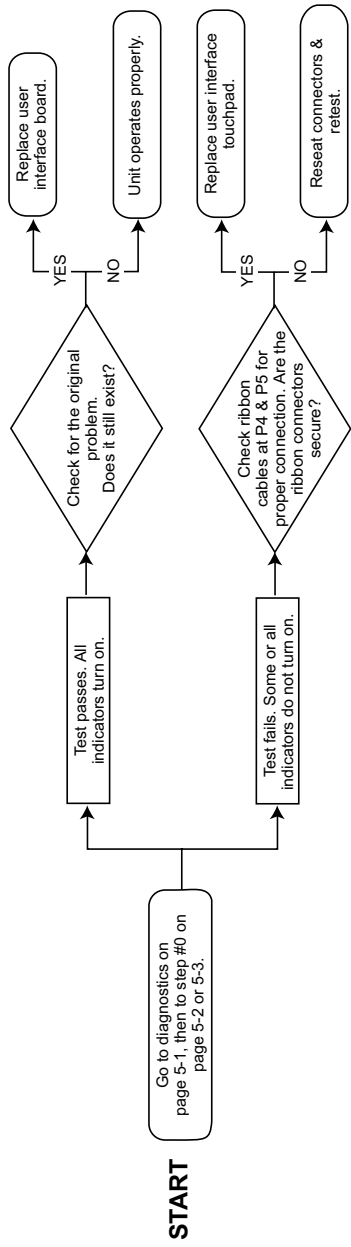 START
Go to diagnostics on
page 5-1, then to step #0 on
page 5-2 or 5-3.
Test passes. All
indicators turn on.
Check for the original
problem.
Does it still exist?
YES
Replace user
interface board.
NO
Unit operates properly.
Test fails. Some or all
indicators do not turn on.
Check ribbon
cables at P4 & P5 for
proper connection. Are the
ribbon connectors
secure?
YES
Replace user interface
touchpad.
NO
Reseat connectors &
retest.